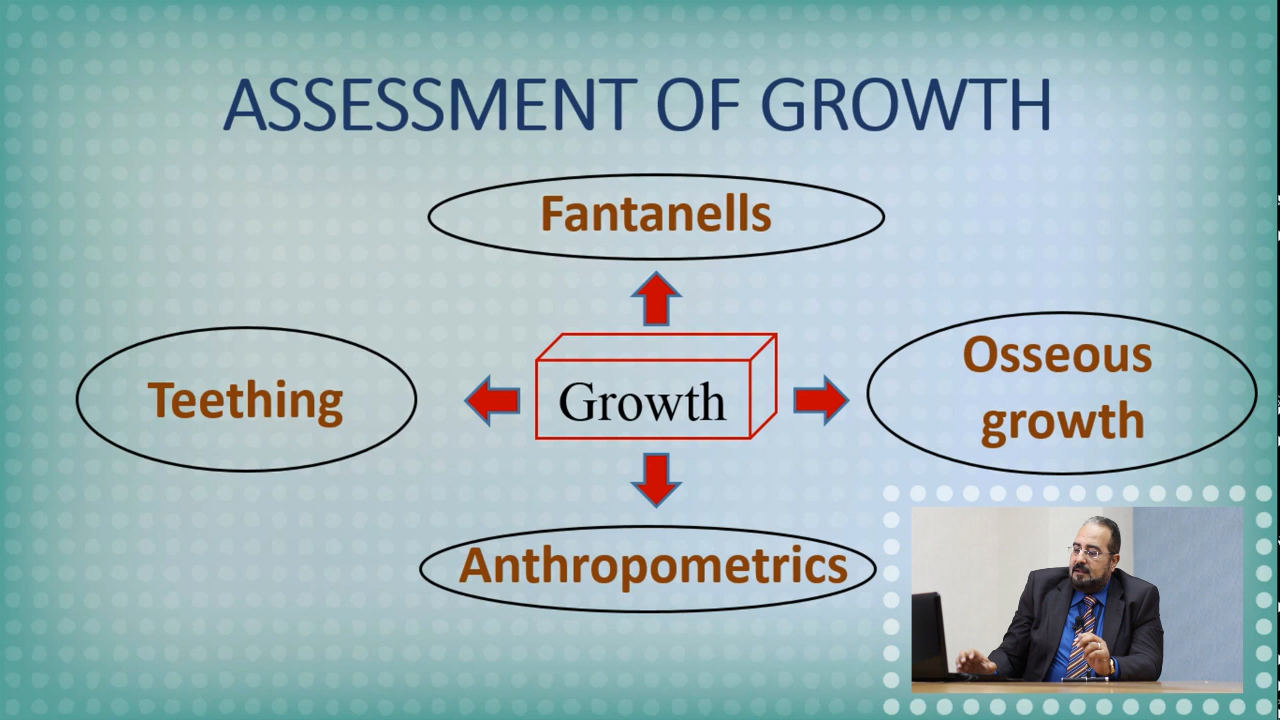 ASSESSMENT OF GROWTH
Fantanells
Teething
Growth
Osseous
growth
Anthropometrics